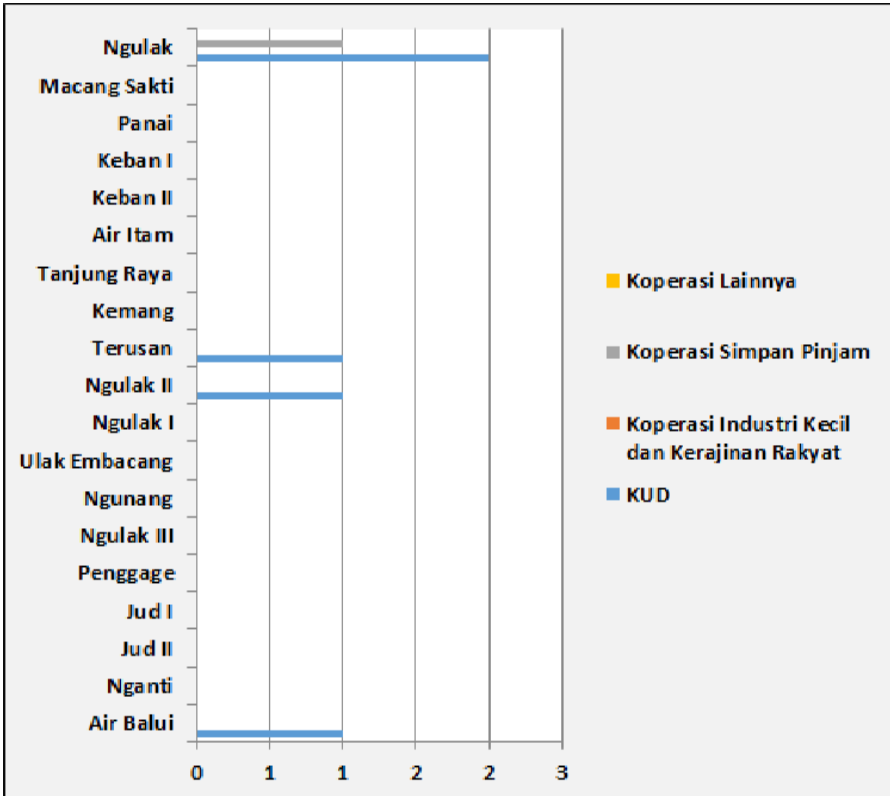 Ngulak
Macang Sakti
Panai
Keban I
Keban II
Air Itam
Tanjung Raya
Kemang
Terusan
Ngulak II
Ngulak I
Ulak Embacang
Ngunang
Ngulak III
Penggage
Jud I
Jud II
Nganti
Air Balui
0 1 1 2 2 3
Koperasi Lainnya
Koperasi Simpan Pinjam
Koperasi Industri Kecil
dan Kerajinan Rakyat
KUD